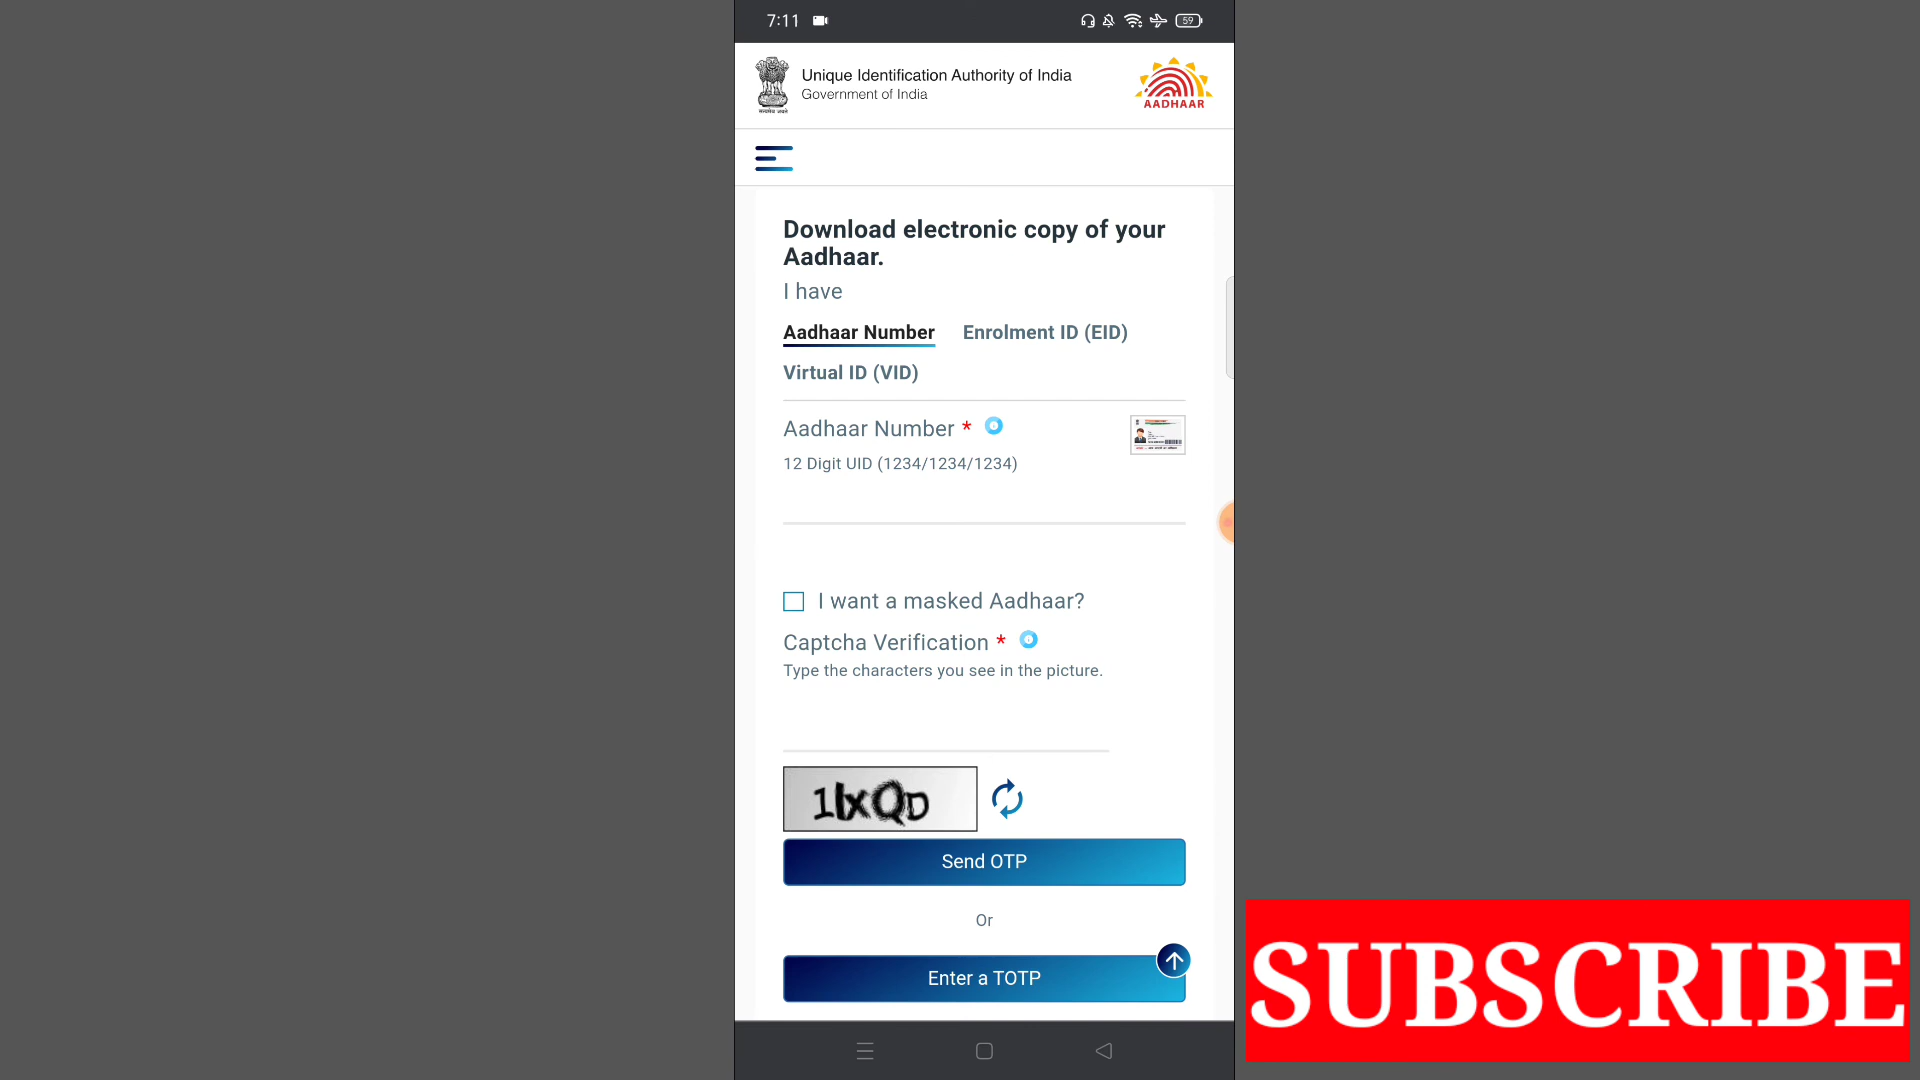 7:11
59
Unique Identification Authority of India
Government of India
AADHAAR
Download electronic copy of your
Aadhaar.
I have
Aadhaar Number Enrolment ID (EID)
Virtual ID (VID)
Aadhaar Number *
12 Digit UID (1234/1234/1234)
I want a masked Aadhaar?
Captcha Verification *
Type the characters you see in the picture.
Send OTP
Or
Enter a TOTP
SUBSCRIBE